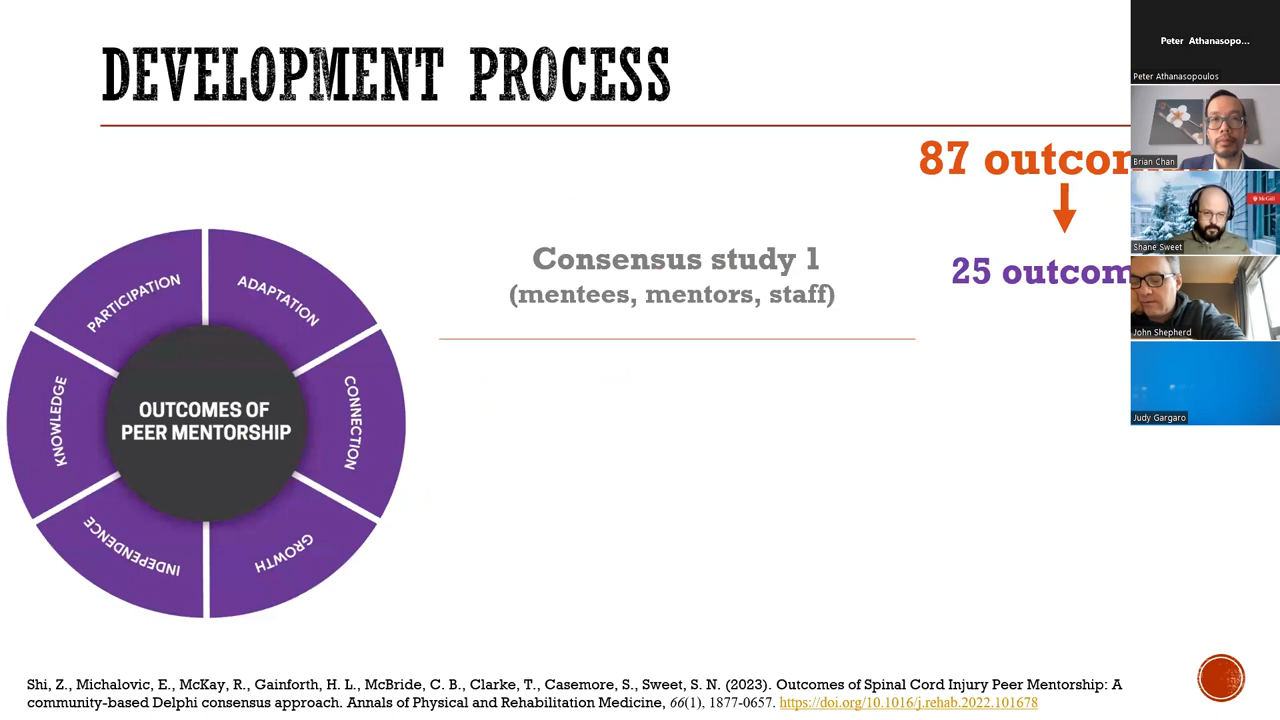 DEVELOPMENT PROCESS
87
25
Consensus study 1
(mentees, mentors, staff)
PARTICIPATION
ADAPTATION
KNOWLEDGE
CONNECTION
INDEPENDENCE
GROWTH
OUTCOMES OF
PEER MENTORSHIP
Shi, Z., Michalovic, E., McKay, R., Gainforth, H. L., McBride, C. B., Clarke, T., Casemore, S., Sweet, S. N. (2023). Outcomes of Spinal Cord Injury Peer Mentorship: A
community-based Delphi consensus approach. Annals of Physical and Rehabilitation Medicine, 66(1), 1877-0657. https://doi.org/10.1016/j.rehab.2022.101678
Peter Athanasopo...
Peter Athanasopoulos
Brian Chan
McGill
Shane Sweet
John Shepherd
Judy Gargaro